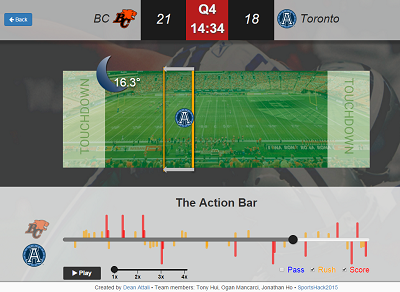 Back
BC
21
Q4
14:34
18
Toronto
16.3°
TOUCHDOWN
TOUCHDOWN
The Action Bar
Play
1x 2x 3x 4x
Pass Rush Score
Created by Dean Attali • Team members: Tony Hui, Ogan Mancarci, Jonathan Ho • SportsHack2015